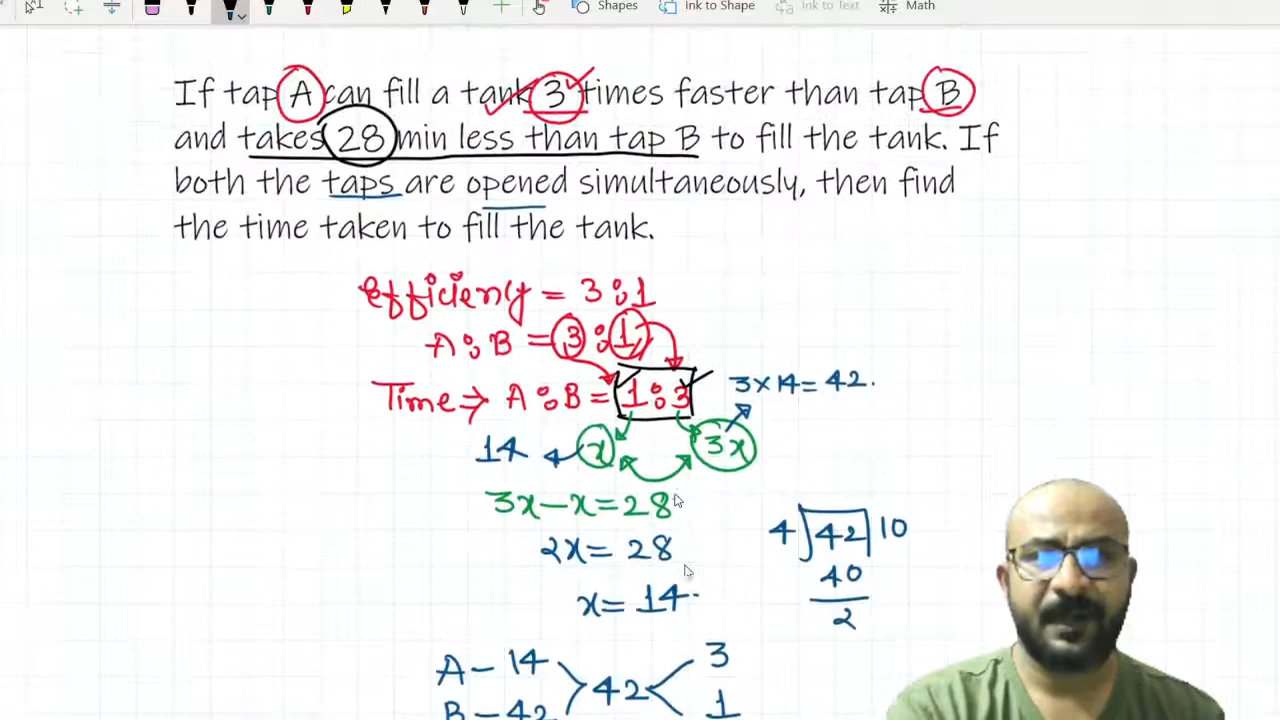 Shapes Ink to Shape Ink to Text Math
If tap A can fill a tank 3 times faster than tap B
and takes 28 min less than tap B to fill the tank. If
both the taps are opened simultaneously, then find
the time taken to fill the tank.
Efficiency = 3:1
A:B = 3:1
Time → A:B = 1:3
3×14=42.
14 x 3x
3x-x=28
2x= 28
x= 14.
4 42 10
40
2
A-14
B-42
42
3
1